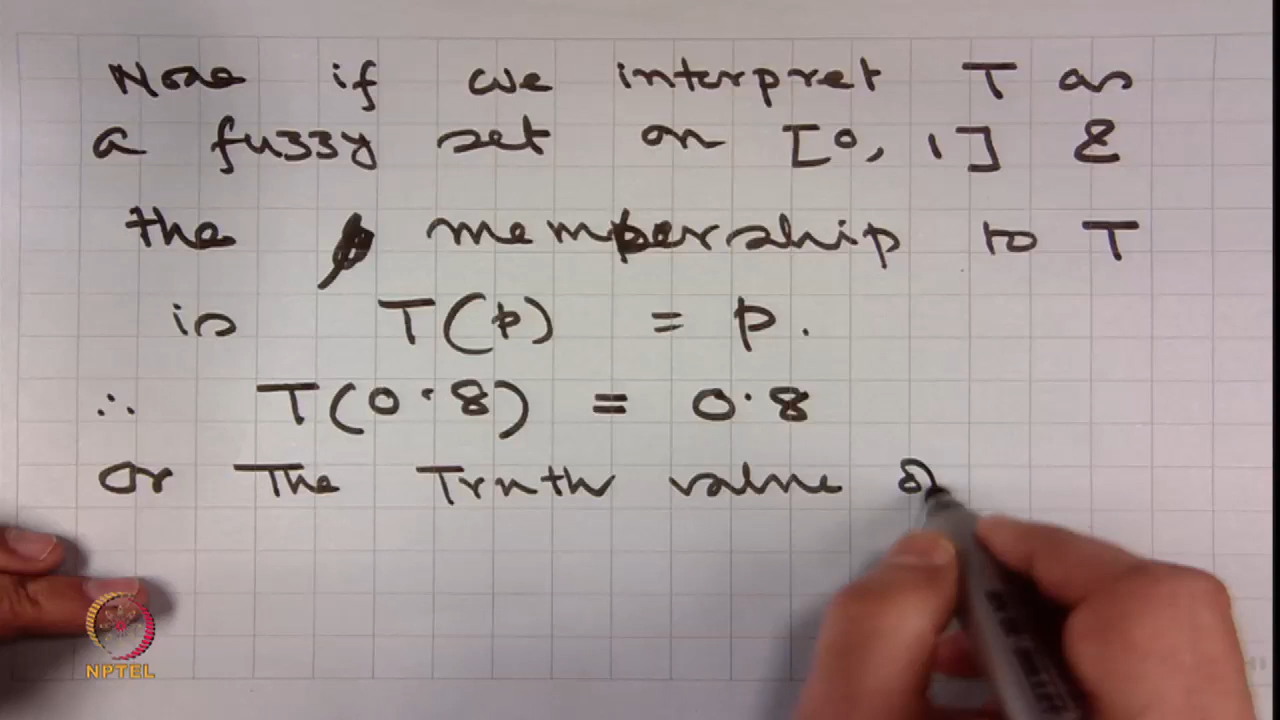 if we interpret T as
a fuzzy set on [0, 1] &
the membership to T
is T(p) = p.
∴ T(0.8) = 0.8
or The Truth value
NPTEL